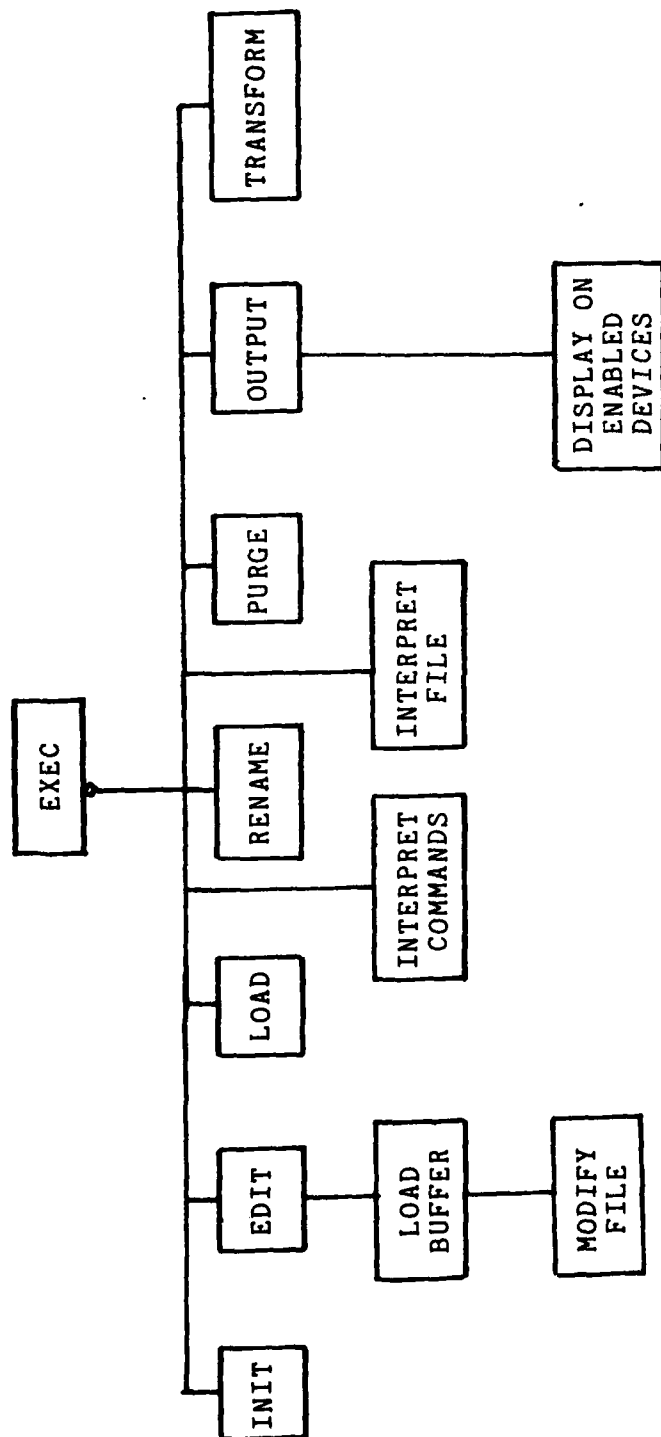 EXEC
INIT
EDIT
LOAD
RENAME
PURGE
OUTPUT
TRANSFORM
LOAD
BUFFER
INTERPRET
COMMANDS
INTERPRET
FILE
MODIFY
FILE
DISPLAY ON
ENABLED
DEVICES